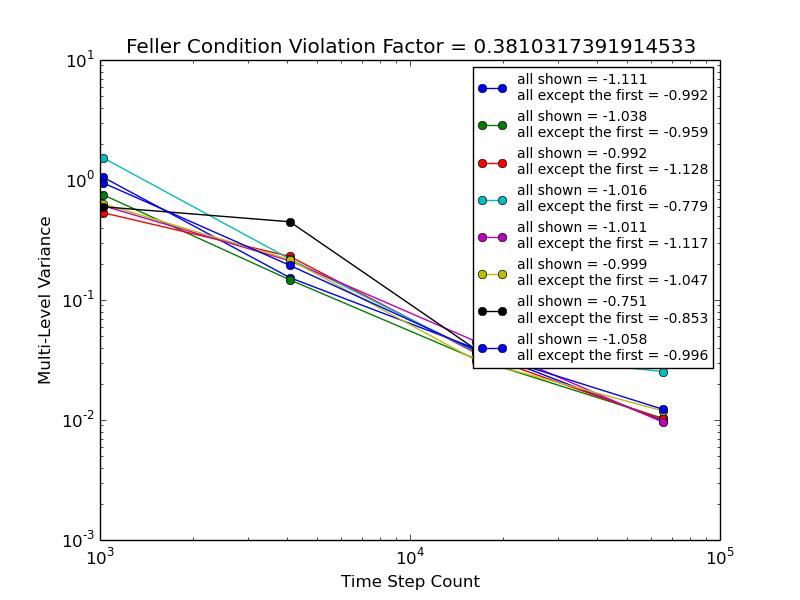 Feller Condition Violation Factor = 0.3810317391914533
10^1
10^0
10^-1
10^-2
10^-3
Multi-Level Variance
all shown = -1.111
all except the first = -0.992
all shown = -1.038
all except the first = -0.959
all shown = -0.992
all except the first = -1.128
all shown = -1.016
all except the first = -0.779
all shown = -1.011
all except the first = -1.117
all shown = -0.999
all except the first = -1.047
all shown = -0.751
all except the first = -0.853
all shown = -1.058
all except the first = -0.996
10^3
10^4
10^5
Time Step Count